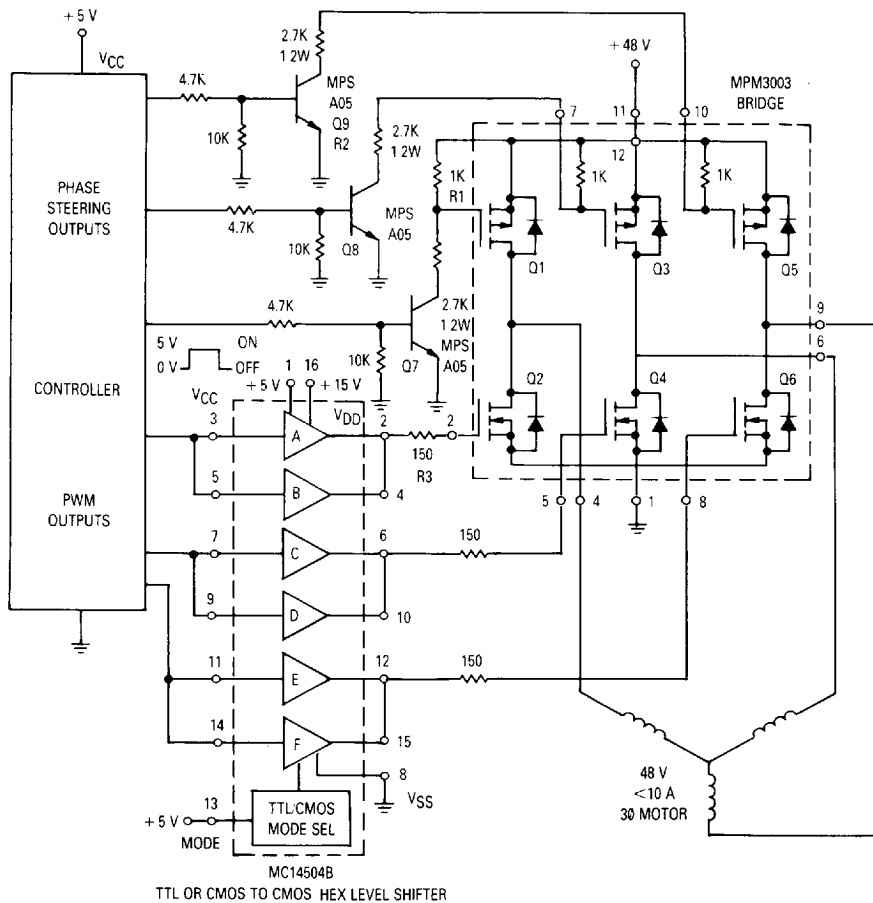 +5 V
VCC
2.7K
1 2W
4.7K
MPS
A05
Q9
R2
10K
+48 V
MPM3003
BRIDGE
7
11
10
12
2.7K
1 2W
1K
R1
1K
1K
PHASE
STEERING
OUTPUTS
4.7K
10K
Q8
MPS
A05
Q1
Q3
Q5
4.7K
2.7K
1 2W
MPS
A05
10K
Q7
9
6
5 V
0 V
ON
OFF
1
16
+5 V
+15 V
CONTROLLER
VCC
VDD
Q2
Q4
Q6
3
A
2
150
R3
2
5
B
4
5
4
1
8
PWM
OUTPUTS
7
C
6
150
9
D
10
11
E
12
150
14
F
15
8
VSS
+5 V
13
MODE
TTL/CMOS
MODE SEL
48 V
<10 A
30 MOTOR
MC14504B
TTL OR CMOS TO CMOS HEX LEVEL SHIFTER